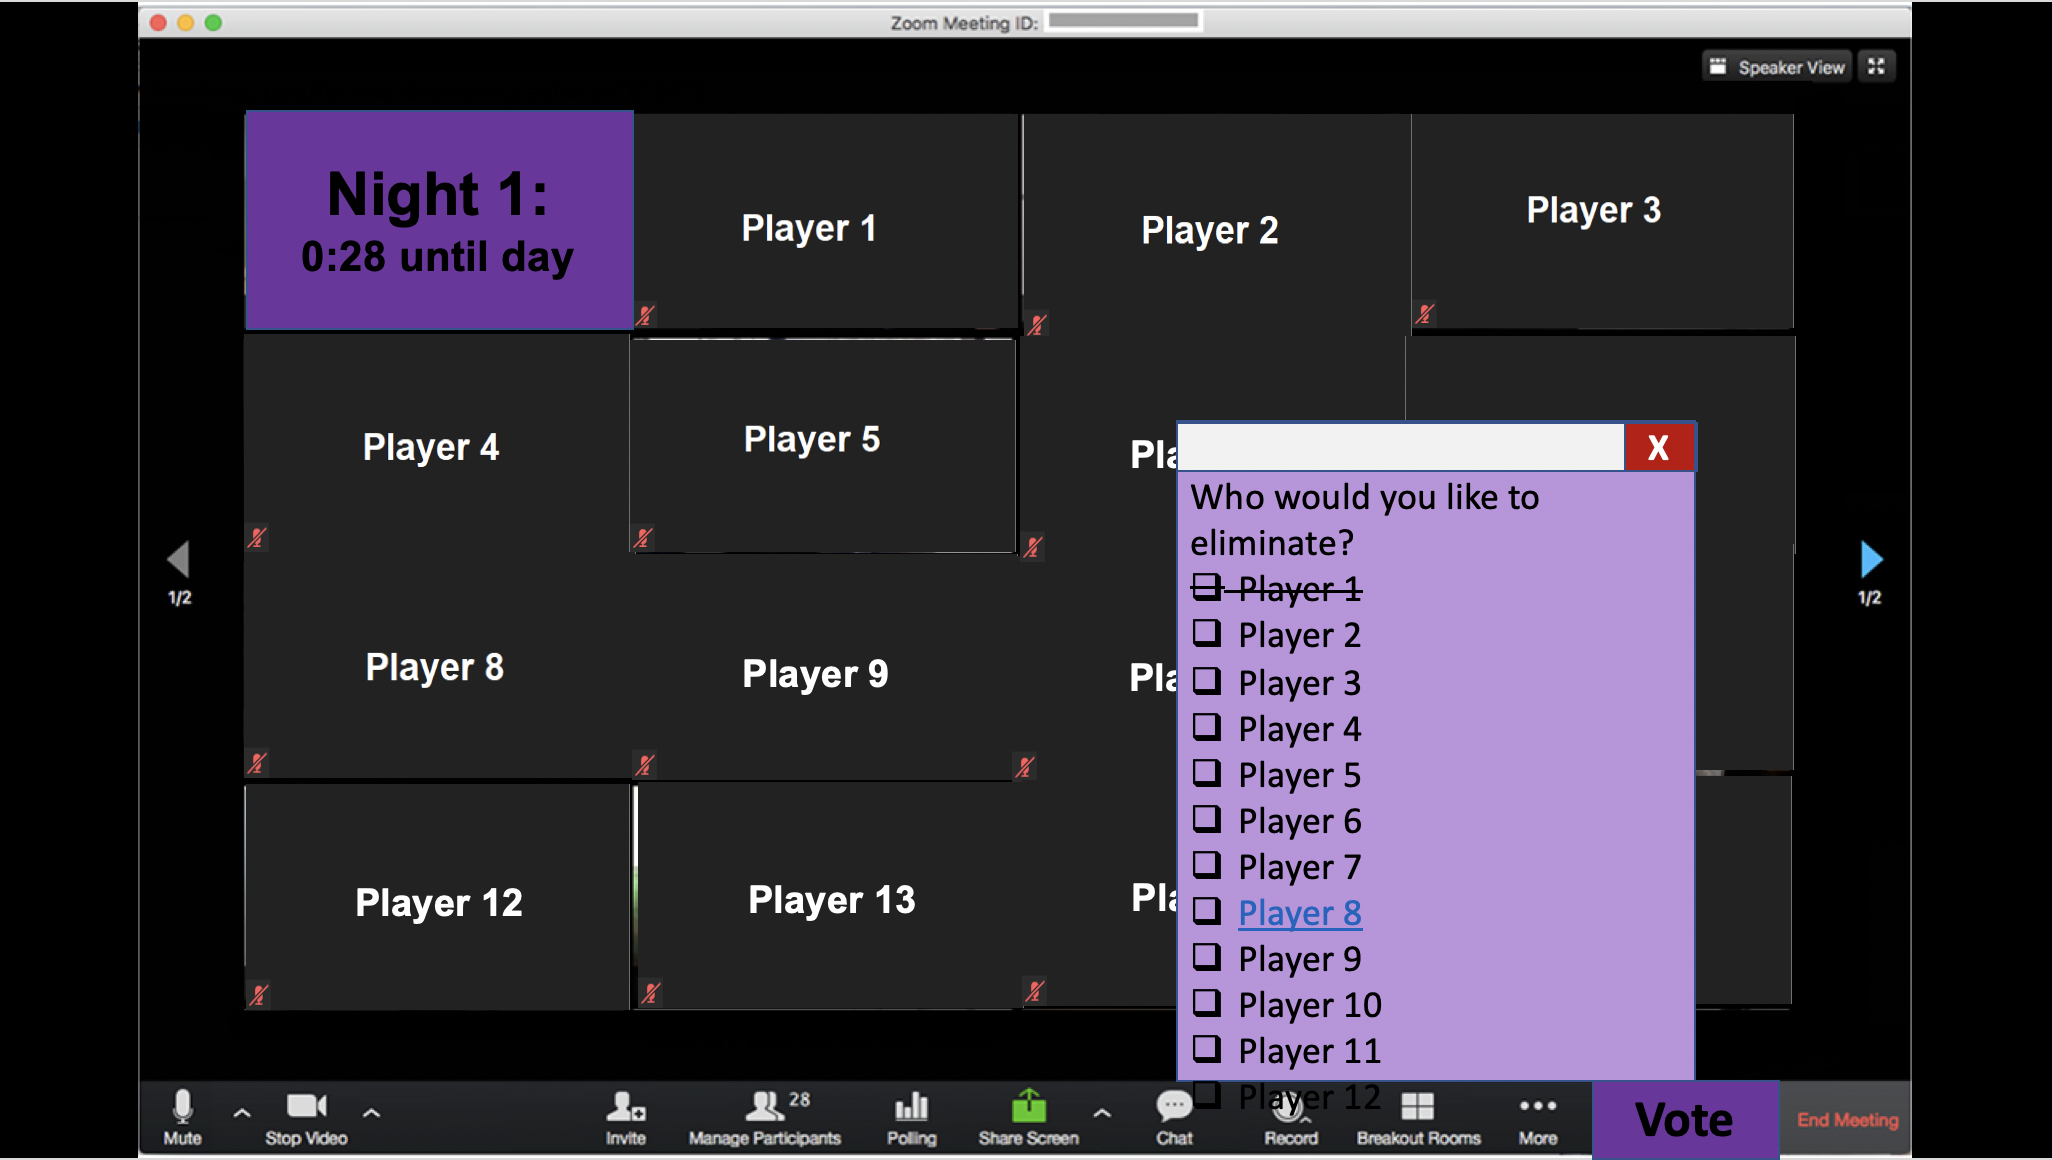 Zoom Meeting ID:
Speaker View
Night 1:
0:28 until day
Player 1
Player 2
Player 3
Player 4
Player 5
Pla
Player 8
Player 9
Pla
Player 12
Player 13
Pla
1/2
1/2
X
Who would you like to
eliminate?
Player 1
Player 2
Player 3
Player 4
Player 5
Player 6
Player 7
Player 8
Player 9
Player 10
Player 11
Player 12
Mute
Stop Video
Invite
28
Manage Participants
Polling
Share Screen
Chat
Record
Breakout Rooms
More
Vote
End Meeting